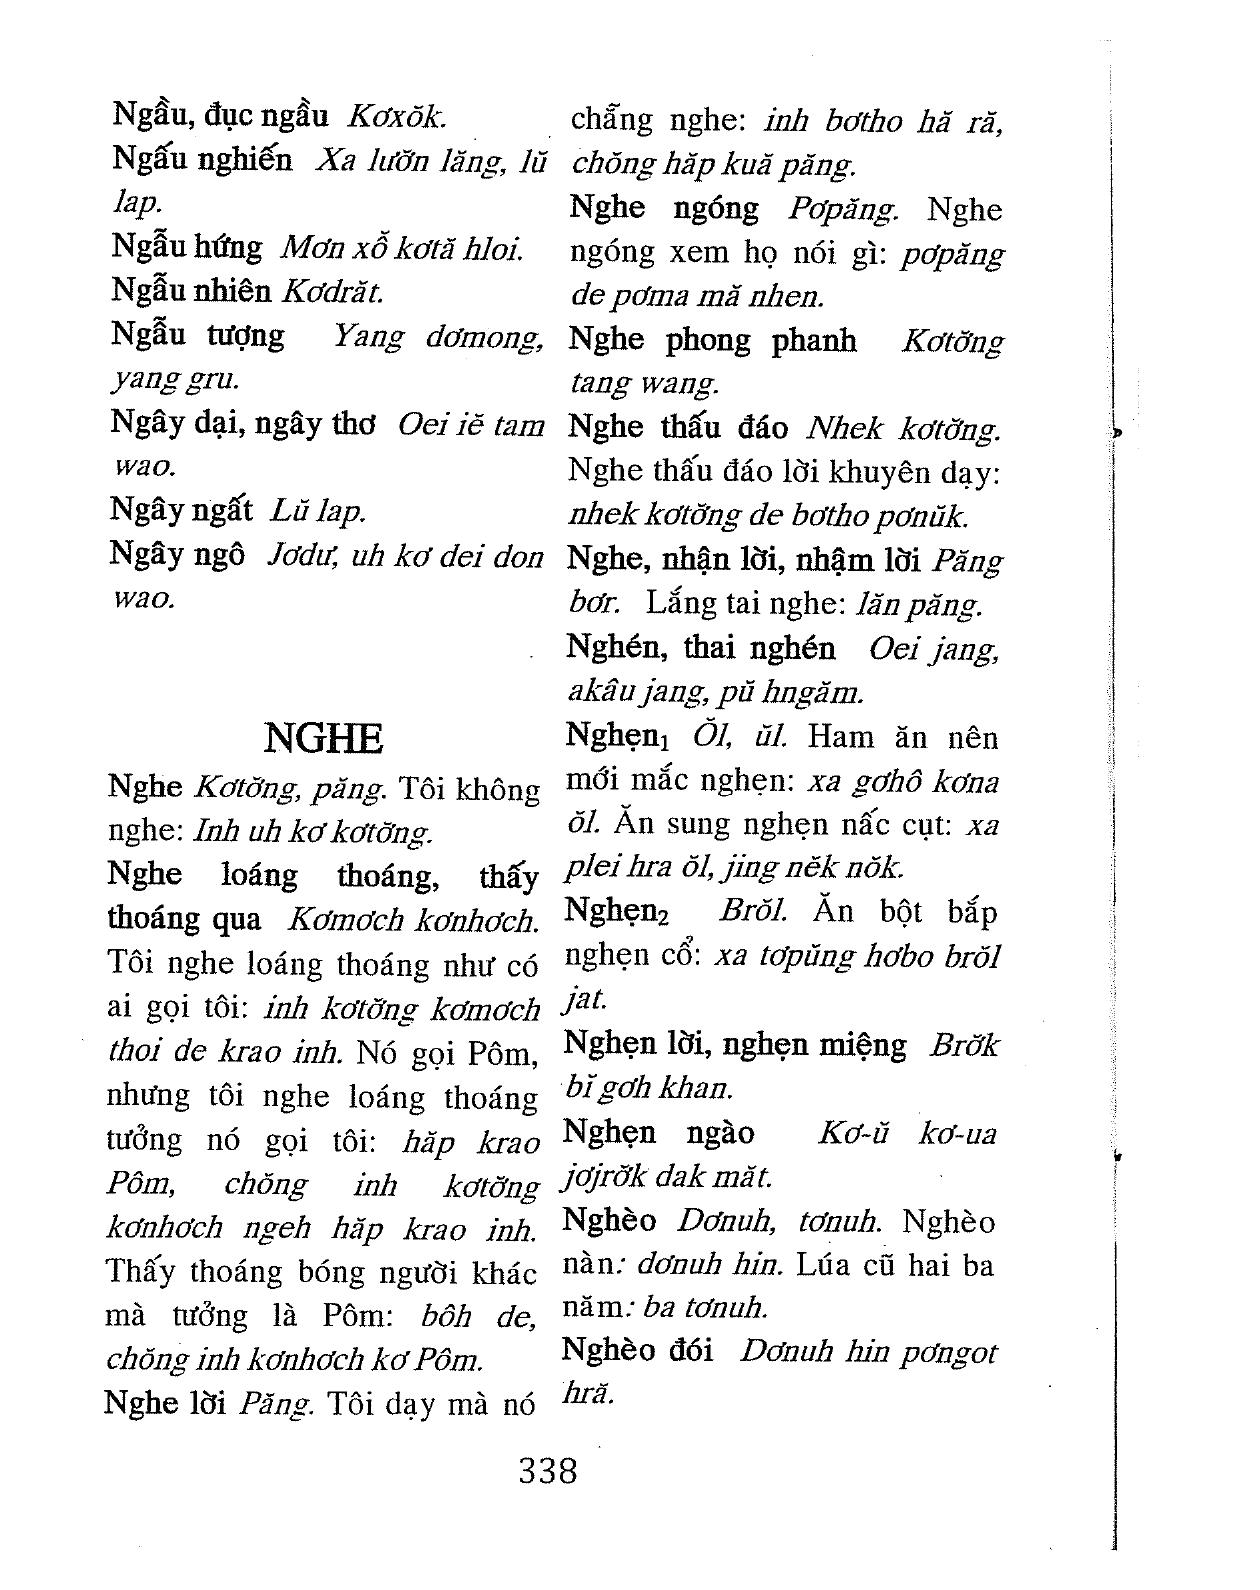 Ngầu, đục ngầu Kơxŏk.
Ngấu nghiến Xa lươ̆n lăng, lŭ
lap.
Ngẫu hứng Mơn xô̆ kơtă hloi.
Ngẫu nhiên Kơdrăt.
Ngẫu tượng Yang dơmong,
yang gru.
Ngây dại, ngây thơ Oei iĕ tam
wao.
Ngây ngất Lŭ lap.
Ngây ngô Jơdư, uh kơ dei don
wao.
NGHE
Nghe Kơtơ̆ng, păng. Tôi không
nghe: Inh uh kơ kơtơ̆ng.
Nghe loáng thoáng, thấy
thoáng qua Kơmơch kơnhơch.
Tôi nghe loáng thoáng như có
ai gọi tôi: inh kơtơ̆ng kơmơch
thoi de krao inh. Nó gọi Pôm,
nhưng tôi nghe loáng thoáng
tưởng nó gọi tôi: hăp krao
Pôm, chŏng inh kơtơ̆ng
kơnhơch ngeh hăp krao inh.
Thấy thoáng bóng người khác
mà tưởng là Pôm: bôh de,
chŏng inh kơnhơch kơ Pôm.
Nghe lời Păng. Tôi dạy mà nó
chẳng nghe: inh bơtho hă ră,
chŏng hăp kuă păng.
Nghe ngóng Pơpăng. Nghe
ngóng xem họ nói gì: pơpăng
de pơma mă nhen.
Nghe phong phanh Kơtơ̆ng
tang wang.
Nghe thấu đáo Nhek kơtơ̆ng.
Nghe thấu đáo lời khuyên dạy:
nhek kơtơ̆ng de bơtho pơnŭk.
Nghe, nhận lời, nhậm lời Păng
bơr. Lắng tai nghe: lăn păng.
Nghén, thai nghén Oei jang,
akâu jang, pŭ hngăm.
Nghẹn₁ Ŏl, ŭl. Ham ăn nên
mới mắc nghẹn: xa gơhô kơna
ŏl. Ăn sung nghẹn nấc cụt: xa
plei hra ŏl, jing nĕk nŏk.
Nghẹn₂ Brŏl. Ăn bột bắp
nghẹn cổ: xa tơpŭng hơbo brŏl
jat.
Nghẹn lời, nghẹn miệng Brơ̆k
bĭ gơh khan.
Nghẹn ngào Kơ-ŭ kơ-ua
jơjrơ̆k dak măt.
Nghèo Dơnuh, tơnuh. Nghèo
nàn: dơnuh hin. Lúa cũ hai ba
năm: ba tơnuh.
Nghèo đói Dơnuh hin pơngot
hră.
338